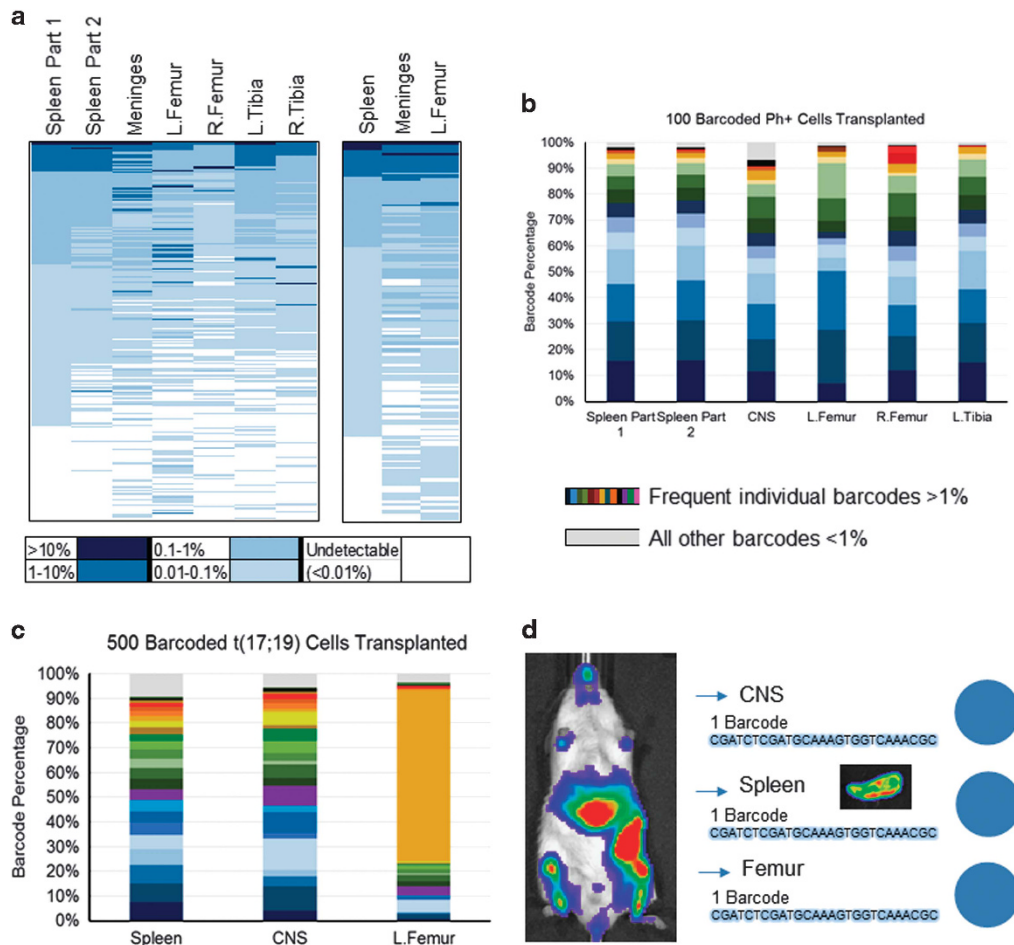 a
Spleen Part 1
Spleen Part 2
Meninges
L.Femur
R.Femur
L.Tibia
R.Tibia
Spleen
Meninges
L.Femur
>10%
0.1-1%
Undetectable
1-10%
0.01-0.1%
(<0.01%)
b
100 Barcoded Ph+ Cells Transplanted
Barcode Percentage
100%
90%
80%
70%
60%
50%
40%
30%
20%
10%
0%
Spleen Part
1
Spleen Part
2
CNS
L.Femur
R.Femur
L.Tibia
Frequent individual barcodes >1%
All other barcodes <1%
c
500 Barcoded t(17;19) Cells Transplanted
Barcode Percentage
100%
90%
80%
70%
60%
50%
40%
30%
20%
10%
0%
Spleen
CNS
L.Femur
d
CNS
1 Barcode
CGATCTCGATGCAAAGTGGTCAAACGC
Spleen
1 Barcode
CGATCTCGATGCAAAGTGGTCAAACGC
Femur
1 Barcode
CGATCTCGATGCAAAGTGGTCAAACGC